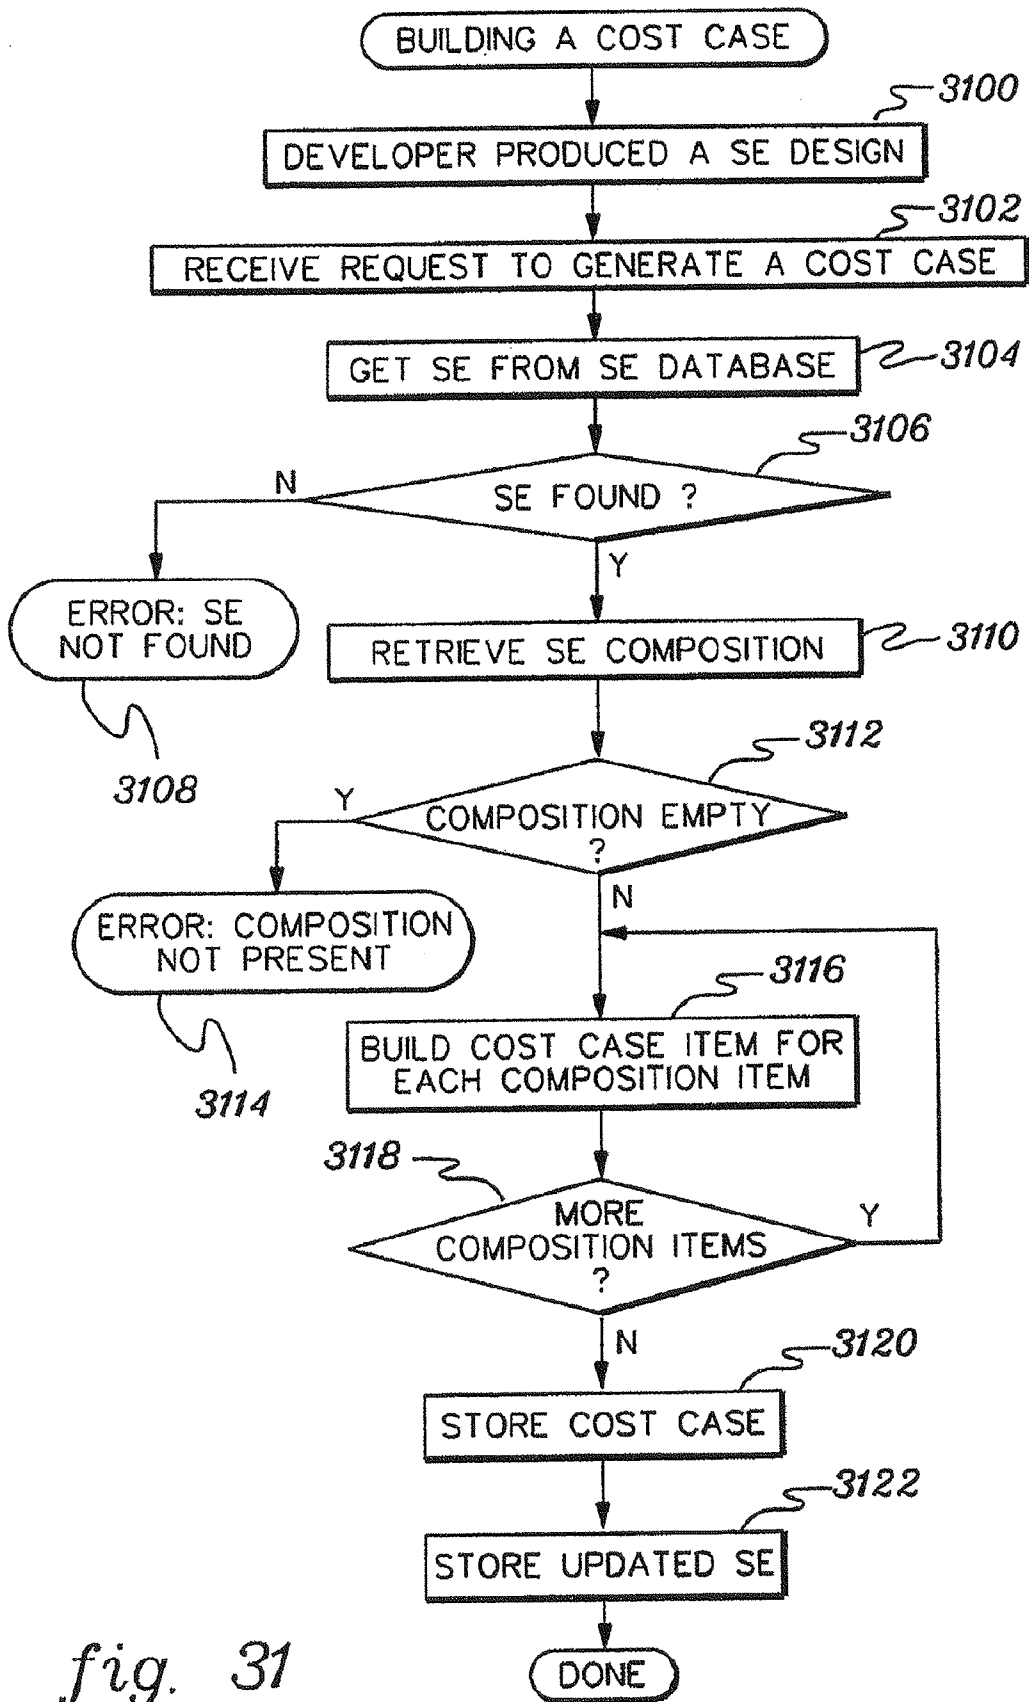 BUILDING A COST CASE
3100
DEVELOPER PRODUCED A SE DESIGN
3102
RECEIVE REQUEST TO GENERATE A COST CASE
GET SE FROM SE DATABASE
3104
3106
N
SE FOUND ?
Y
ERROR: SE
NOT FOUND
3108
RETRIEVE SE COMPOSITION
3110
3112
Y
COMPOSITION EMPTY
?
N
ERROR: COMPOSITION
NOT PRESENT
3114
3116
BUILD COST CASE ITEM FOR
EACH COMPOSITION ITEM
3118
MORE
COMPOSITION ITEMS
?
Y
N
3120
STORE COST CASE
3122
STORE UPDATED SE
DONE
fig. 31